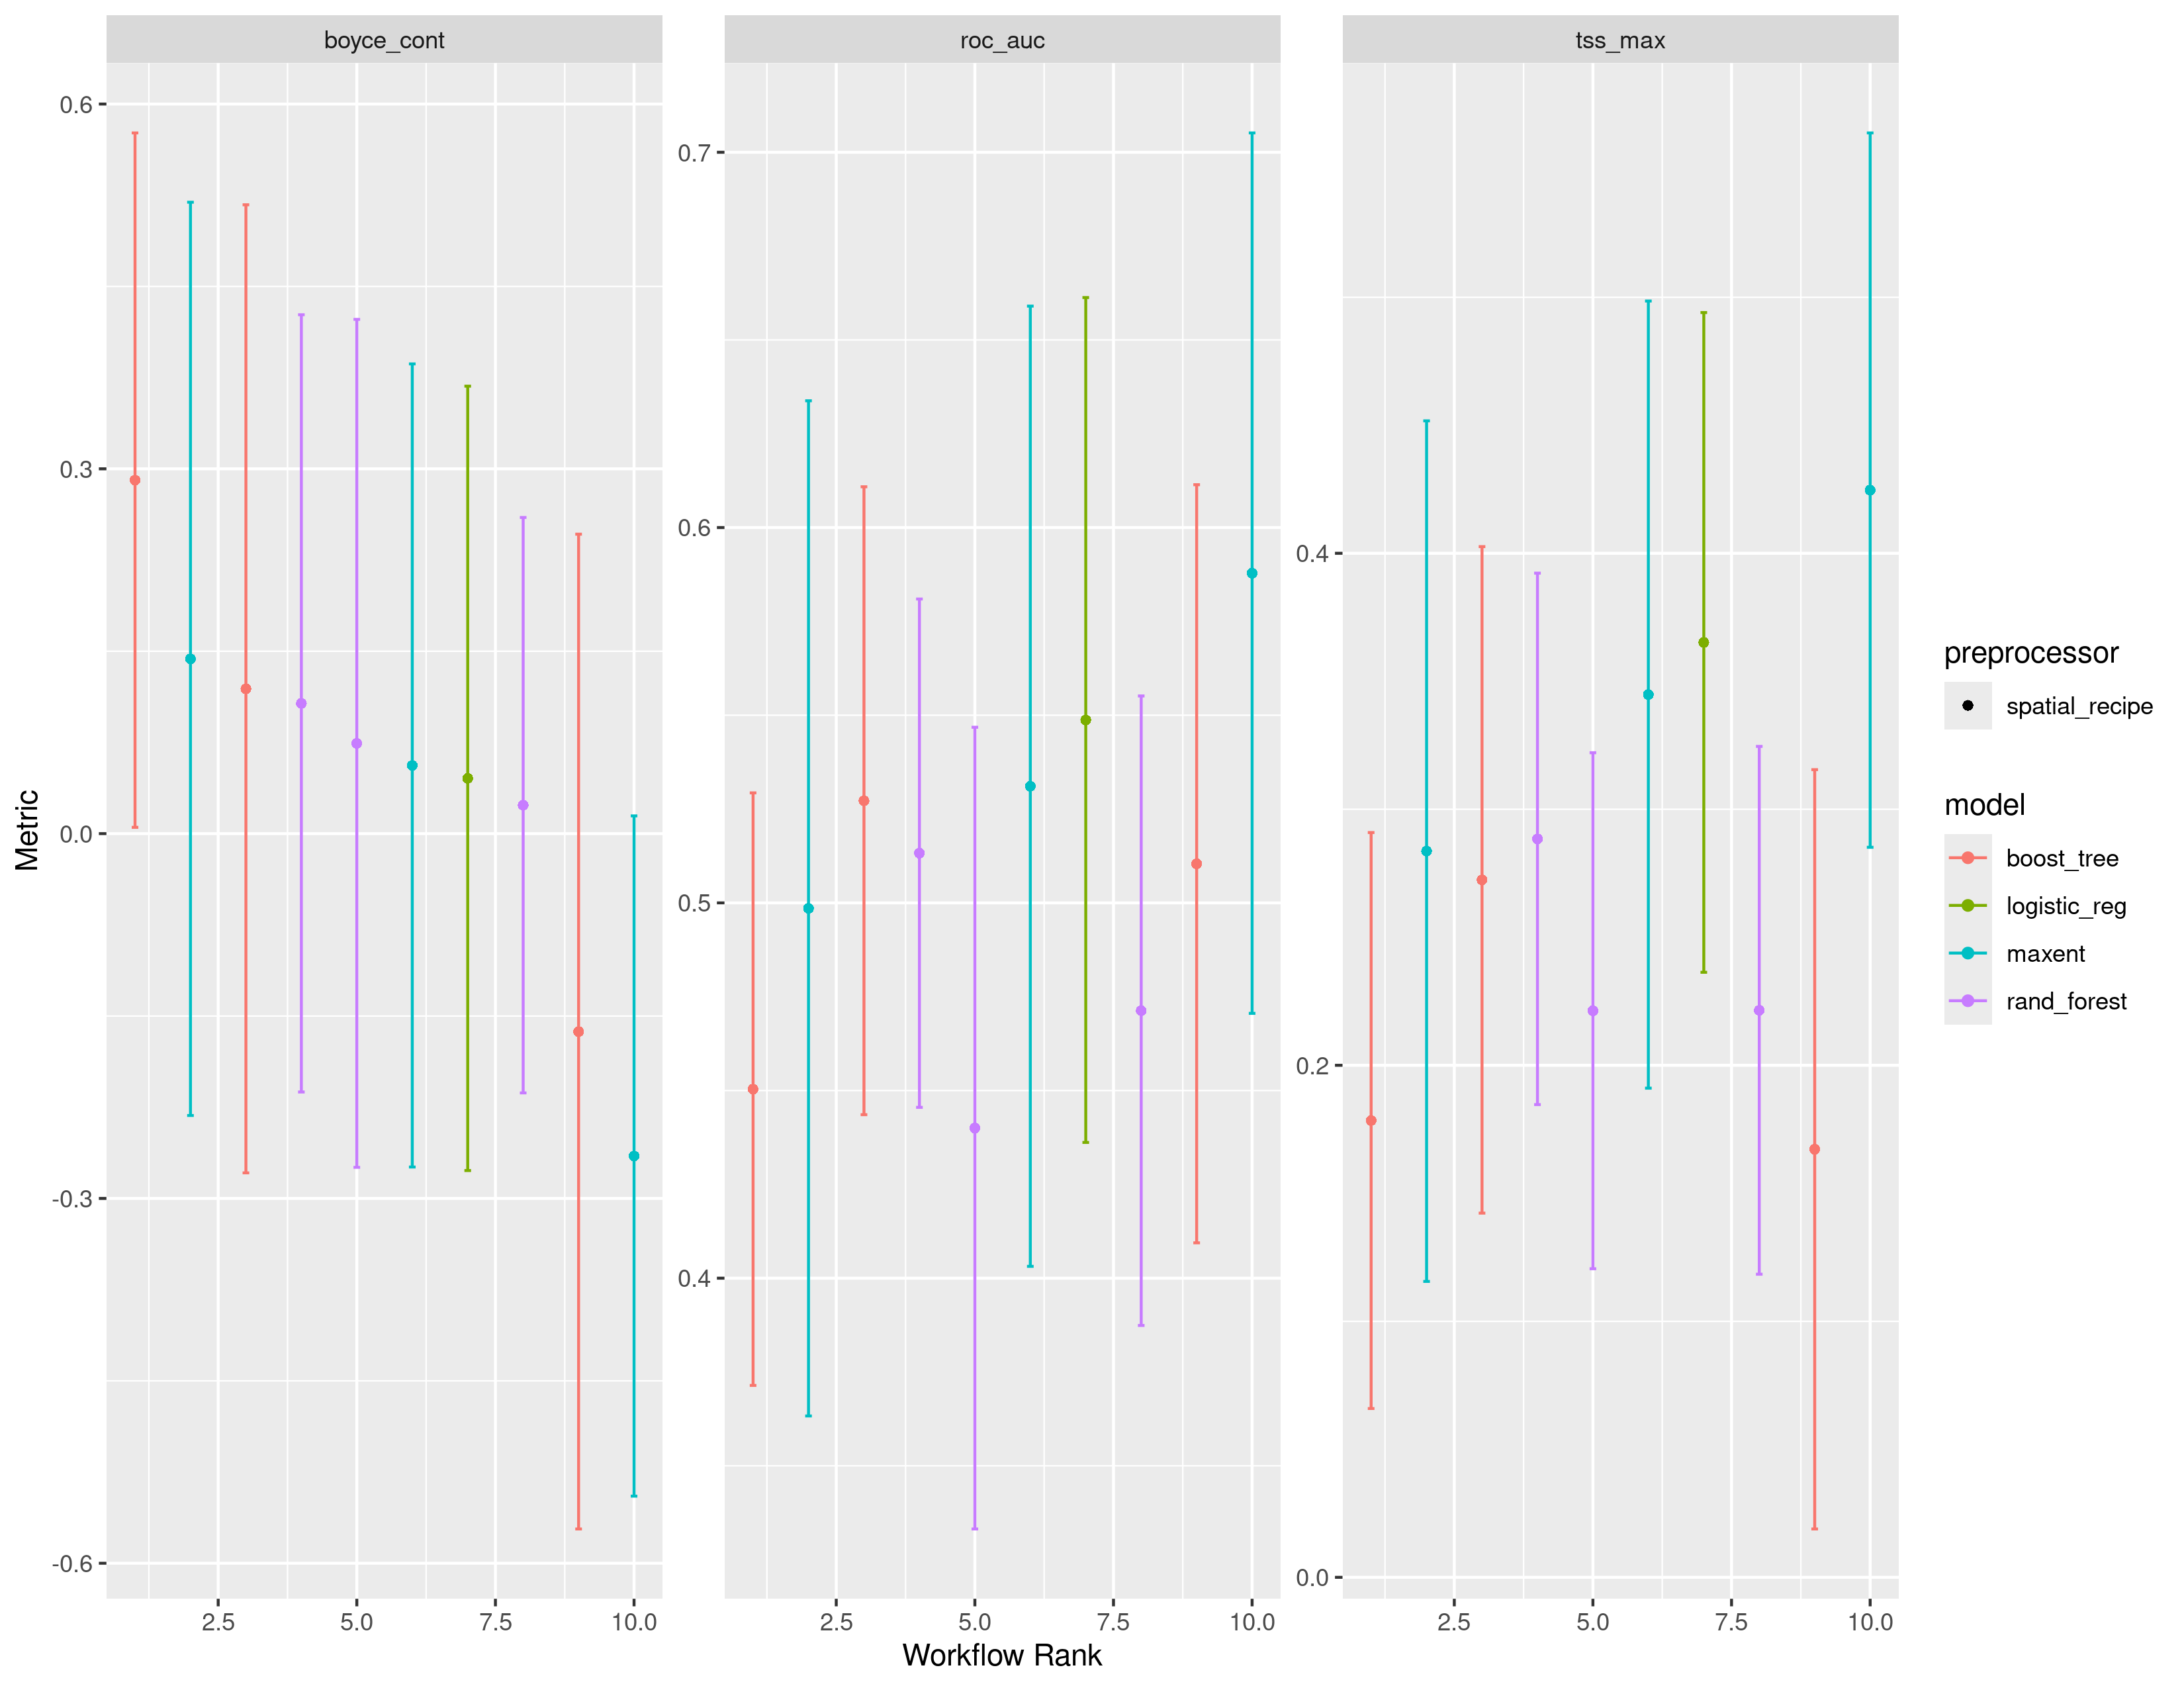 boyce_cont
roc_auc
tss_max
0.6
0.3
0.0
-0.3
-0.6
0.7
0.6
0.5
0.4
0.4
0.2
0.0
2.5 5.0 7.5 10.0
2.5 5.0 7.5 10.0
2.5 5.0 7.5 10.0
Metric
Workflow Rank
preprocessor
spatial_recipe
model
boost_tree
logistic_reg
maxent
rand_forest